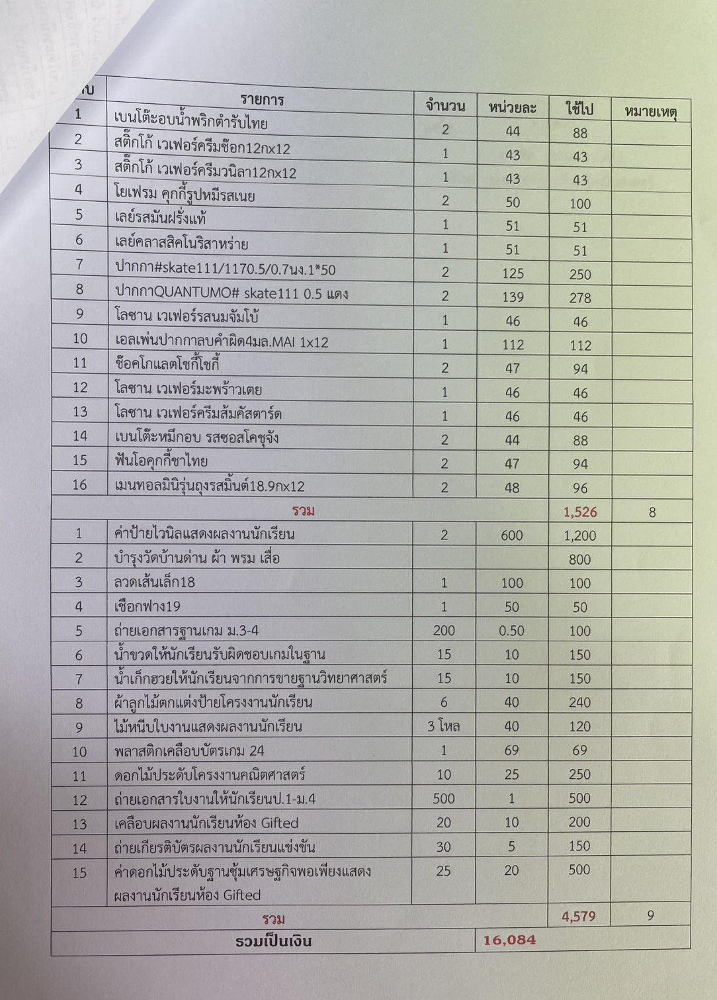 รายการ จำนวน หน่วยละ ใช้ไป หมายเหตุ
1 เบนโต๊ะอบน้ำพริกตำรับไทย 2 44 88
2 สติ๊กโก้ เวเฟอร์ครีมช๊อก12กx12 1 43 43
3 สติ๊กโก้ เวเฟอร์ครีมวนิลา12กx12 1 43 43
4 โยเฟรม คุกกี้รูปหมีรสเนย 2 50 100
5 เลย์รสมันฝรั่งแท้ 1 51 51
6 เลย์คลาสสิคโนริสาหร่าย 1 51 51
7 ปากกา#skate111/1170.5/0.7นง.1*50 2 125 250
8 ปากกาQUANTUMO# skate111 0.5 แดง 2 139 278
9 โลซาน เวเฟอร์รสนมจัมโบ้ 1 46 46
10 เอลเพ่นปากกาลบคำผิด4มล.MAI 1x12 1 112 112
11 ช๊อคโกแลตโชกี้โชกี้ 2 47 94
12 โลซาน เวเฟอร์มะพร้าวเตย 1 46 46
13 โลซาน เวเฟอร์ครีมส้มคัสตาร์ด 1 46 46
14 เบนโต๊ะหมึกอบ รสซอสโคชุจัง 2 44 88
15 ฟันโอคุกกี้ชาไทย 2 47 94
16 เมนทอลมินิรุ่นถุงรสมิ้นต์18.9กx12 2 48 96
รวม 1,526 8
1 ค่าป้ายไวนิลแสดงผลงานนักเรียน 2 600 1,200
2 บำรุงวัดบ้านด่าน ผ้า พรม เสื่อ 800
3 ลวดเส้นเล็ก18 1 100 100
4 เชือกฟาง19 1 50 50
5 ถ่ายเอกสารฐานเกม ม.3-4 200 0.50 100
6 น้ำขวดให้นักเรียนรับผิดชอบเกมในฐาน 15 10 150
7 น้ำเก็กฮวยให้นักเรียนจากการขายฐานวิทยาศาสตร์ 15 10 150
8 ผ้าลูกไม้ตกแต่งป้ายโครงงานนักเรียน 6 40 240
9 ไม้หนีบใบงานแสดงผลงานนักเรียน 3 โหล 40 120
10 พลาสติกเคลือบบัตรเกม 24 1 69 69
11 ดอกไม้ประดับโครงงานคณิตศาสตร์ 10 25 250
12 ถ่ายเอกสารใบงานให้นักเรียนป.1-ม.4 500 1 500
13 เคลือบผลงานนักเรียนห้อง Gifted 20 10 200
14 ถ่ายเกียรติบัตรผลงานนักเรียนแข่งขัน 30 5 150
15 ค่าดอกไม้ประดับฐานซุ้มเศรษฐกิจพอเพียงแสดง 25 20 500
ผลงานนักเรียนห้อง Gifted
รวม 4,579 9
รวมเป็นเงิน 16,084